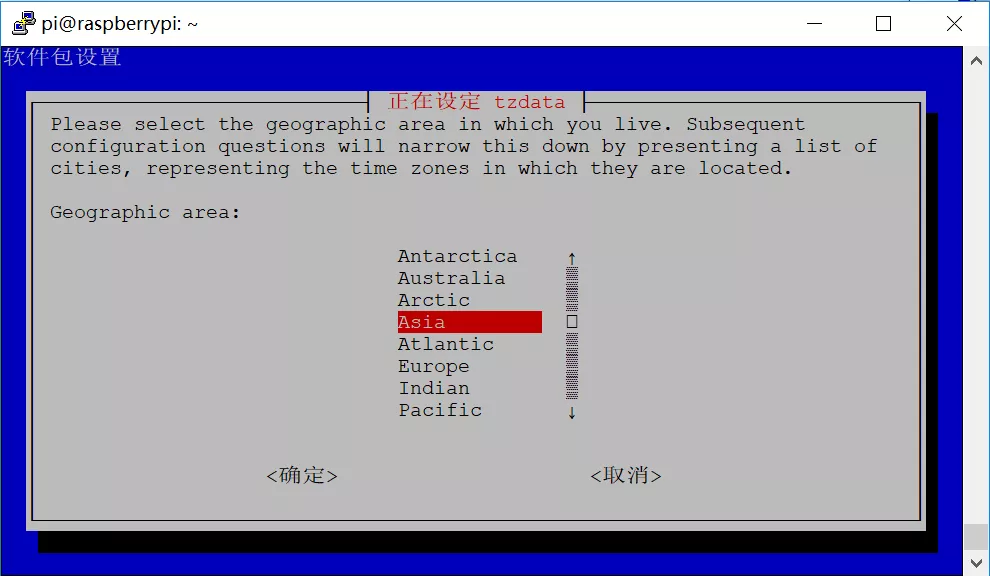 pi@raspberrypi: ~
软件包设置
正在设定 tzdata
Please select the geographic area in which you live. Subsequent
configuration questions will narrow this down by presenting a list of
cities, representing the time zones in which they are located.
Geographic area:
Antarctica
Australia
Arctic
Asia
Atlantic
Europe
Indian
Pacific
<确定> <取消>